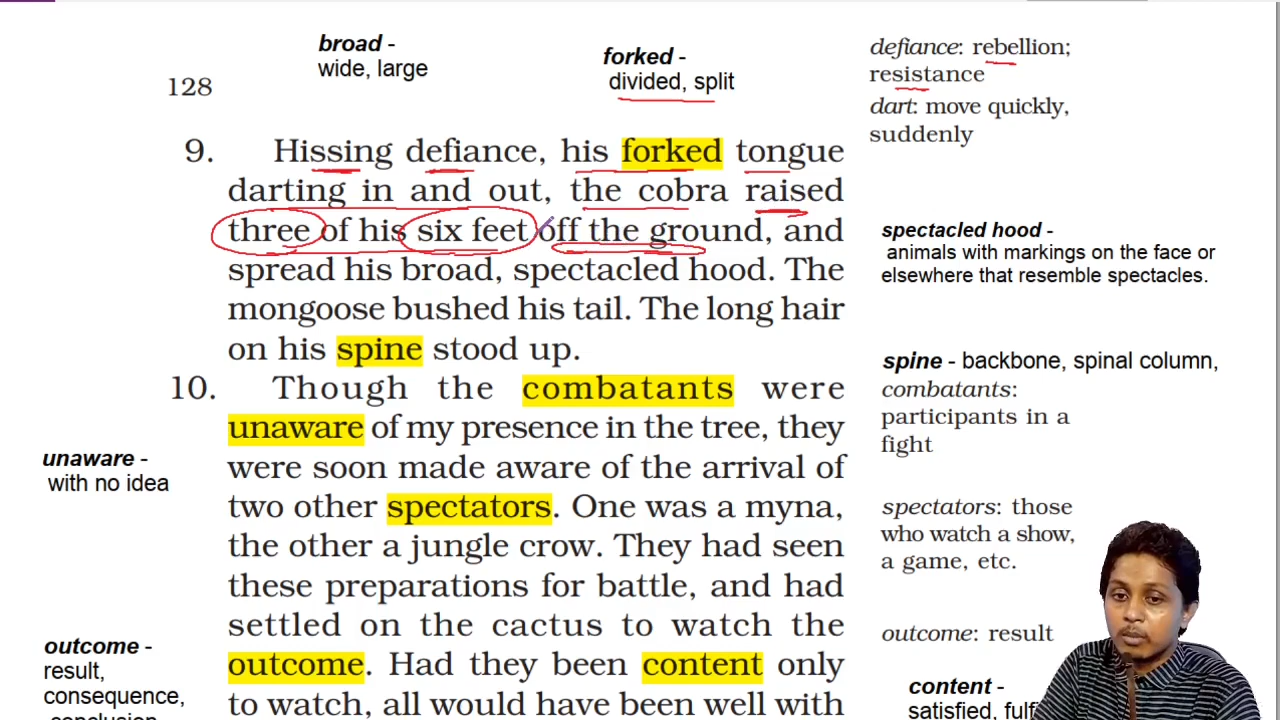 broad -
wide, large
forked -
divided, split
defiance: rebellion;
resistance
dart: move quickly,
suddenly
128
9. Hissing defiance, his forked tongue
darting in and out, the cobra raised
three of his six feet off the ground, and
spread his broad, spectacled hood. The
mongoose bushed his tail. The long hair
on his spine stood up.
spectacled hood -
animals with markings on the face or
elsewhere that resemble spectacles.
spine - backbone, spinal column,
combatants:
participants in a
fight
10. Though the combatants were
unaware of my presence in the tree, they
were soon made aware of the arrival of
two other spectators. One was a myna,
the other a jungle crow. They had seen
these preparations for battle, and had
settled on the cactus to watch the
outcome. Had they been content only
to watch, all would have been well with
unaware -
with no idea
spectators: those
who watch a show,
a game, etc.
outcome: result
outcome -
result,
consequence,
conclusion
content -
satisfied,